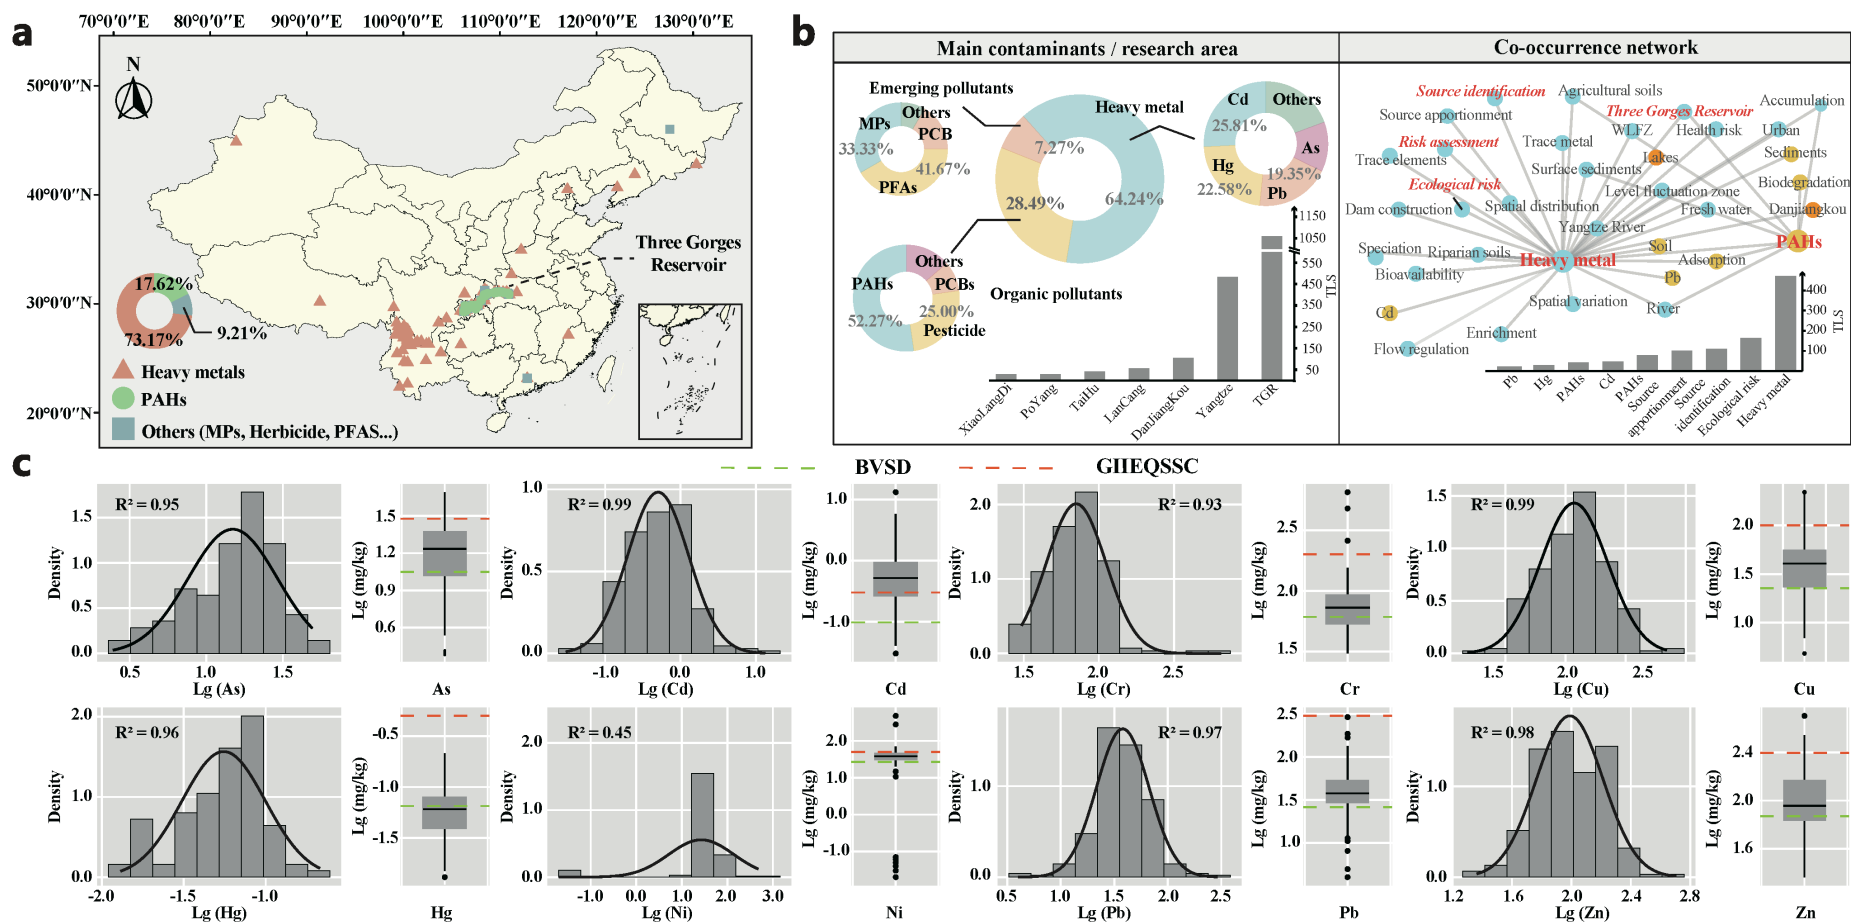 a
70°0'0"E 80°0'0"E 90°0'0"E 100°0'0"E 110°0'0"E 120°0'0"E 130°0'0"E
50°0'0"N
40°0'0"N
30°0'0"N
20°0'0"N
N
Three Gorges
Reservoir
17.62%
9.21%
73.17%
Heavy metals
PAHs
Others (MPs, Herbicide, PFAS...)
b
Main contaminants / research area
Emerging pollutants
Heavy metal
Organic pollutants
7.27%
28.49%
64.24%
MPs
Others
PCB
33.33%
41.67%
PFAs
Cd
Others
25.81%
As
Hg
19.35%
22.58%
Pb
PAHs
Others
PCBs
52.27%
25.00%
Pesticide
1150
1050
550
450
350
250
150
50
TLS
XiaoLangDi
PoYang
TaiHu
LanCang
DanJiangKou
Yangtze
TGR
Co-occurrence network
Source identification
Agricultural soils
Accumulation
Source apportionment
Three Gorges Reservoir
WLFZ
Health risk
Urban
Risk assessment
Trace metal
Trace elements
Lakes
Sediments
Surface sediments
Ecological risk
Level fluctuation zone
Biodegradation
Dam construction
Spatial distribution
Fresh water
Danjiangkou
Yangtze River
Speciation
Riparian soils
Soil
PAHs
Heavy metal
Adsorption
Bioavailability
Pb
Spatial variation
River
Cd
Enrichment
Flow regulation
400
300
200
100
TLS
Pb
Hg
PAHs
Cd
PAHs
Source
apportionment
Source
identification
Ecological risk
Heavy metal
c
BVSD
GIIEQSSC
R² = 0.95
Density
1.5
1.0
0.5
0.0
0.5 1.0 1.5
Lg (As)
Lg (mg/kg)
1.5
1.2
0.9
0.6
As
R² = 0.99
Density
1.0
0.5
0.0
-1.0 0.0 1.0
Lg (Cd)
Lg (mg/kg)
1.0
0.0
-1.0
Cd
R² = 0.93
Density
2.0
1.0
0.0
1.5 2.0 2.5
Lg (Cr)
Lg (mg/kg)
2.5
2.0
1.5
Cr
R² = 0.99
Density
1.5
1.0
0.5
0.0
1.5 2.0 2.5
Lg (Cu)
Lg (mg/kg)
2.0
1.5
1.0
Cu
R² = 0.96
Density
2.0
1.0
0.0
-2.0 -1.5 -1.0
Lg (Hg)
Lg (mg/kg)
-0.5
-1.0
-1.5
Hg
R² = 0.45
Density
2.0
1.0
0.0
-1.0 0.0 1.0 2.0 3.0
Lg (Ni)
Lg (mg/kg)
2.0
1.0
0.0
-1.0
Ni
R² = 0.97
Density
1.0
0.0
0.5 1.0 1.5 2.0 2.5
Lg (Pb)
Lg (mg/kg)
2.5
2.0
1.5
1.0
Pb
R² = 0.98
Density
1.0
0.0
1.2 1.6 2.0 2.4 2.8
Lg (Zn)
Lg (mg/kg)
2.4
2.0
1.6
Zn